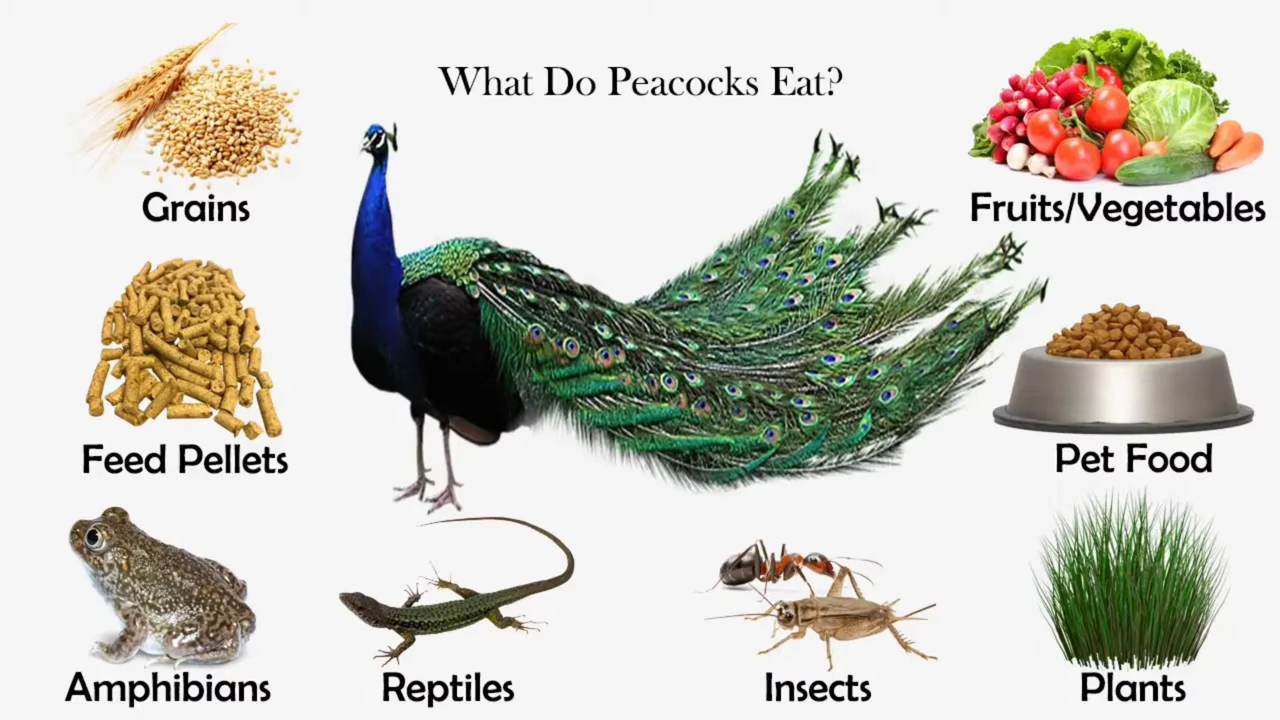 What Do Peacocks Eat?
Grains
Fruits/Vegetables
Feed Pellets
Pet Food
Amphibians
Reptiles
Insects
Plants